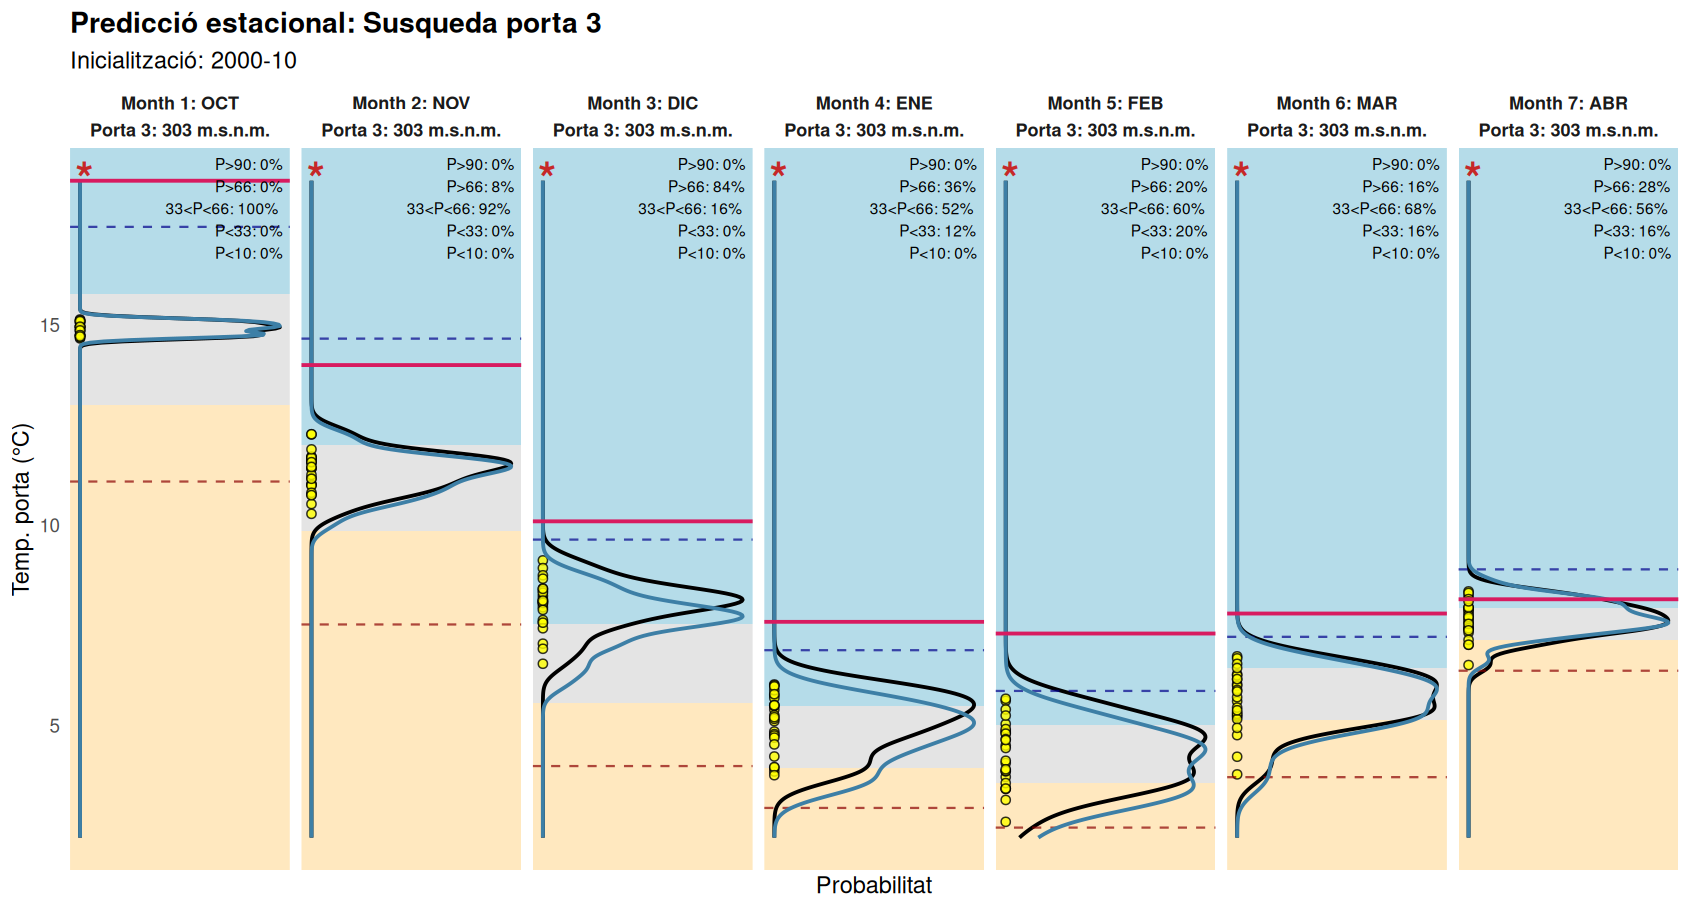 Predicció estacional: Susqueda porta 3
Inicialització: 2000-10
Month 1: OCT
Porta 3: 303 m.s.n.m.
Month 2: NOV
Porta 3: 303 m.s.n.m.
Month 3: DIC
Porta 3: 303 m.s.n.m.
Month 4: ENE
Porta 3: 303 m.s.n.m.
Month 5: FEB
Porta 3: 303 m.s.n.m.
Month 6: MAR
Porta 3: 303 m.s.n.m.
Month 7: ABR
Porta 3: 303 m.s.n.m.
*
P>90: 0%
P>66: 0%
33<P<66: 100%
P<33: 0%
P<10: 0%
*
P>90: 0%
P>66: 8%
33<P<66: 92%
P<33: 0%
P<10: 0%
*
P>90: 0%
P>66: 84%
33<P<66: 16%
P<33: 0%
P<10: 0%
*
P>90: 0%
P>66: 36%
33<P<66: 52%
P<33: 12%
P<10: 0%
*
P>90: 0%
P>66: 20%
33<P<66: 60%
P<33: 20%
P<10: 0%
*
P>90: 0%
P>66: 16%
33<P<66: 68%
P<33: 16%
P<10: 0%
*
P>90: 0%
P>66: 28%
33<P<66: 56%
P<33: 16%
P<10: 0%
15
10
5
Temp. porta (°C)
Probabilitat